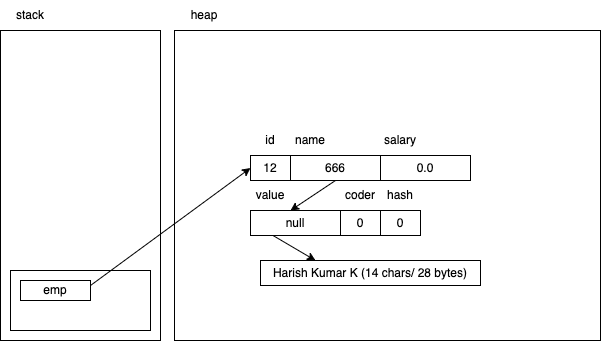 stack
heap
id
name
salary
12
666
0.0
value
coder
hash
null
0
0
Harish Kumar K (14 chars/ 28 bytes)
emp